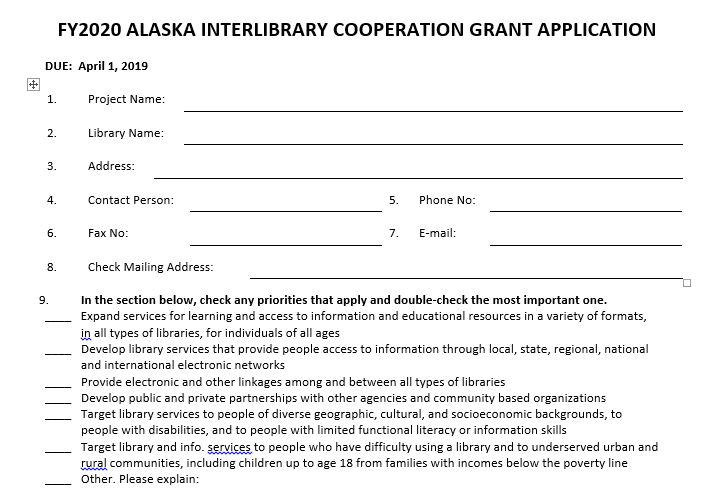 FY2020 ALASKA INTERLIBRARY COOPERATION GRANT APPLICATION
DUE: April 1, 2019
1. Project Name:
2. Library Name:
3. Address:
4. Contact Person: 5. Phone No:
6. Fax No: 7. E-mail:
8. Check Mailing Address:
9. In the section below, check any priorities that apply and double-check the most important one.
____ Expand services for learning and access to information and educational resources in a variety of formats,
in all types of libraries, for individuals of all ages
____ Develop library services that provide people access to information through local, state, regional, national
and international electronic networks
____ Provide electronic and other linkages among and between all types of libraries
____ Develop public and private partnerships with other agencies and community based organizations
____ Target library services to people of diverse geographic, cultural, and socioeconomic backgrounds, to
people with disabilities, and to people with limited functional literacy or information skills
____ Target library and info. services to people who have difficulty using a library and to underserved urban and
rural communities, including children up to age 18 from families with incomes below the poverty line
____ Other. Please explain: